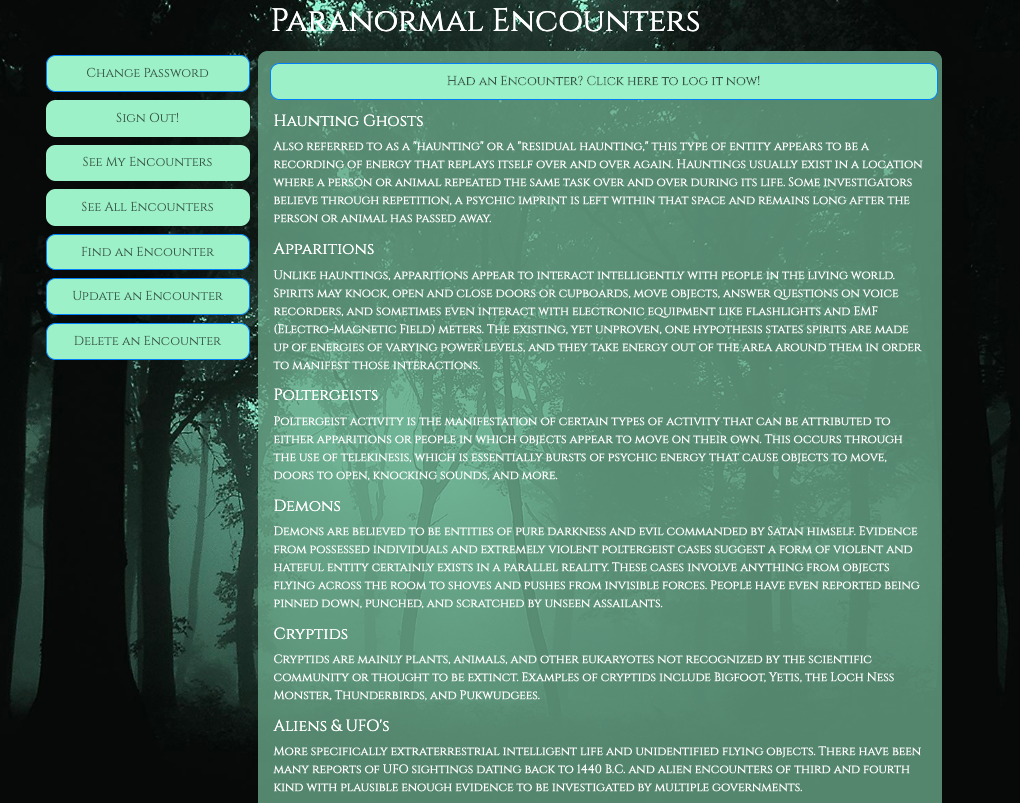 Paranormal Encounters
Change Password
Sign Out!
See My Encounters
See All Encounters
Find an Encounter
Update an Encounter
Delete an Encounter
Had an Encounter? Click here to log it now!
Haunting Ghosts
Also referred to as a "haunting" or a "residual haunting," this type of entity appears to be a
recording of energy that replays itself over and over again. Hauntings usually exist in a location
where a person or animal repeated the same task over and over during its life. Some investigators
believe through repetition, a psychic imprint is left within that space and remains long after the
person or animal has passed away.
Apparitions
Unlike hauntings, apparitions appear to interact intelligently with people in the living world.
Spirits may knock, open and close doors or cupboards, move objects, answer questions on voice
recorders, and sometimes even interact with electronic equipment like flashlights and EMF
(Electro-Magnetic Field) meters. The existing, yet unproven, one hypothesis states spirits are made
up of energies of varying power levels, and they take energy out of the area around them in order
to manifest those interactions.
Poltergeists
Poltergeist activity is the manifestation of certain types of activity that can be attributed to
either apparitions or people in which objects appear to move on their own. This occurs through
the use of telekinesis, which is essentially bursts of psychic energy that cause objects to move,
doors to open, knocking sounds, and more.
Demons
Demons are believed to be entities of pure darkness and evil commanded by Satan himself. Evidence
from possessed individuals and extremely violent poltergeist cases suggest a form of violent and
hateful entity certainly exists in a parallel reality. These cases involve anything from objects
flying across the room to shoves and pushes from invisible forces. People have even reported being
pinned down, punched, and scratched by unseen assailants.
Cryptids
Cryptids are mainly plants, animals, and other eukaryotes not recognized by the scientific
community or thought to be extinct. Examples of cryptids include Bigfoot, Yetis, the Loch Ness
Monster, Thunderbirds, and Pukwudgees.
Aliens & UFO's
More specifically extraterrestrial intelligent life and unidentified flying objects. There have been
many reports of UFO sightings dating back to 1440 B.C. and alien encounters of third and fourth
kind with plausible enough evidence to be investigated by multiple governments.